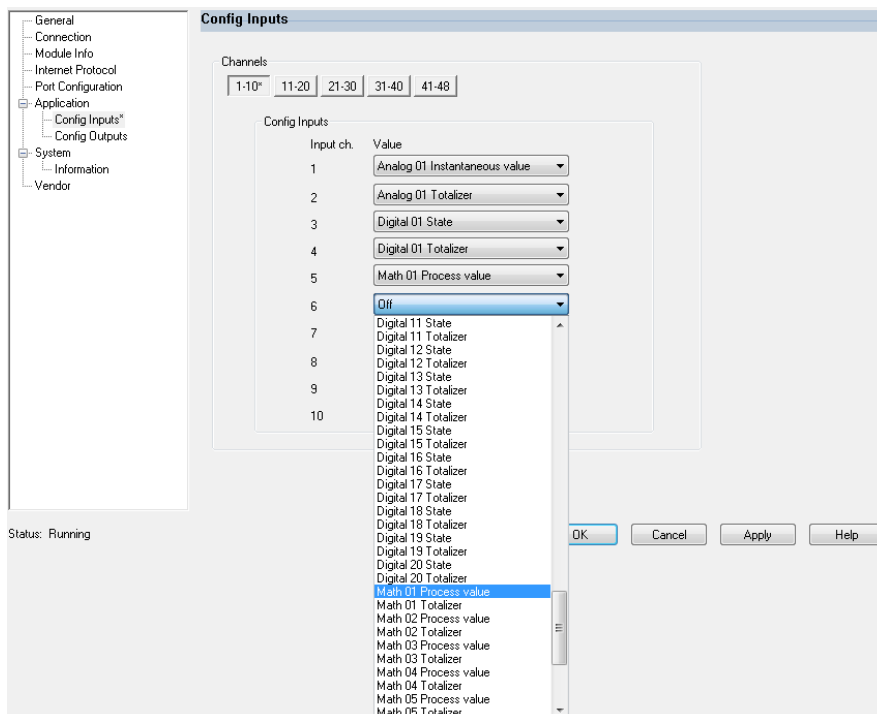 General
Connection
Module Info
Internet Protocol
Port Configuration
Application
Config Inputs*
Config Outputs
System
Information
Vendor
Config Inputs
Channels
1-10* 11-20 21-30 31-40 41-48
Config Inputs
Input ch. Value
1 Analog 01 Instantaneous value
2 Analog 01 Totalizer
3 Digital 01 State
4 Digital 01 Totalizer
5 Math 01 Process value
6 Off
7
8
9
10
Digital 11 State
Digital 11 Totalizer
Digital 12 State
Digital 12 Totalizer
Digital 13 State
Digital 13 Totalizer
Digital 14 State
Digital 14 Totalizer
Digital 15 State
Digital 15 Totalizer
Digital 16 State
Digital 16 Totalizer
Digital 17 State
Digital 17 Totalizer
Digital 18 State
Digital 18 Totalizer
Digital 19 State
Digital 19 Totalizer
Digital 20 State
Digital 20 Totalizer
Math 01 Process value
Math 01 Totalizer
Math 02 Process value
Math 02 Totalizer
Math 03 Process value
Math 03 Totalizer
Math 04 Process value
Math 04 Totalizer
Math 05 Process value
Math 05 Totalizer
Status: Running
OK Cancel Apply Help